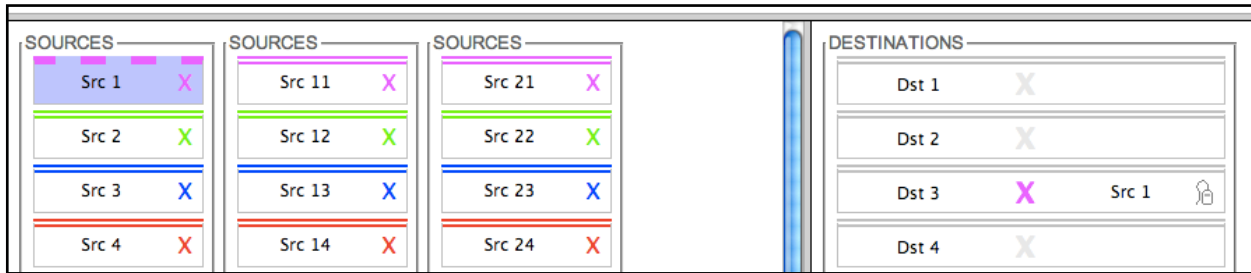 SOURCES SOURCES SOURCES DESTINATIONS
Src 1 X Src 11 X Src 21 X Dst 1 X
Src 2 X Src 12 X Src 22 X Dst 2 X
Src 3 X Src 13 X Src 23 X Dst 3 X Src 1
Src 4 X Src 14 X Src 24 X Dst 4 X